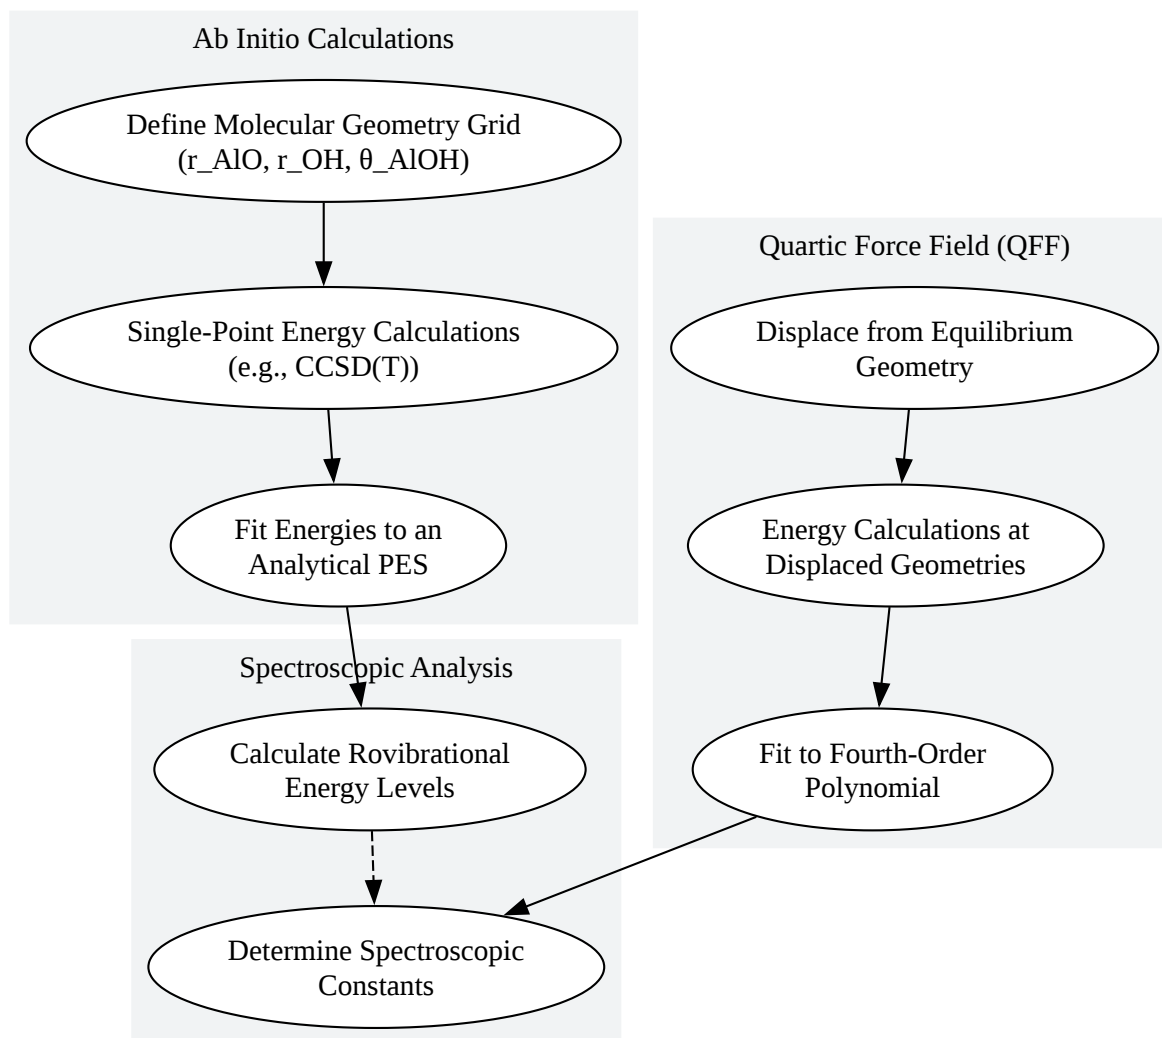 Ab Initio Calculations
Define Molecular Geometry Grid
(r_AlO, r_OH, θ_AlOH)
Single-Point Energy Calculations
(e.g., CCSD(T))
Fit Energies to an
Analytical PES
Quartic Force Field (QFF)
Displace from Equilibrium
Geometry
Energy Calculations at
Displaced Geometries
Fit to Fourth-Order
Polynomial
Spectroscopic Analysis
Calculate Rovibrational
Energy Levels
Determine Spectroscopic
Constants